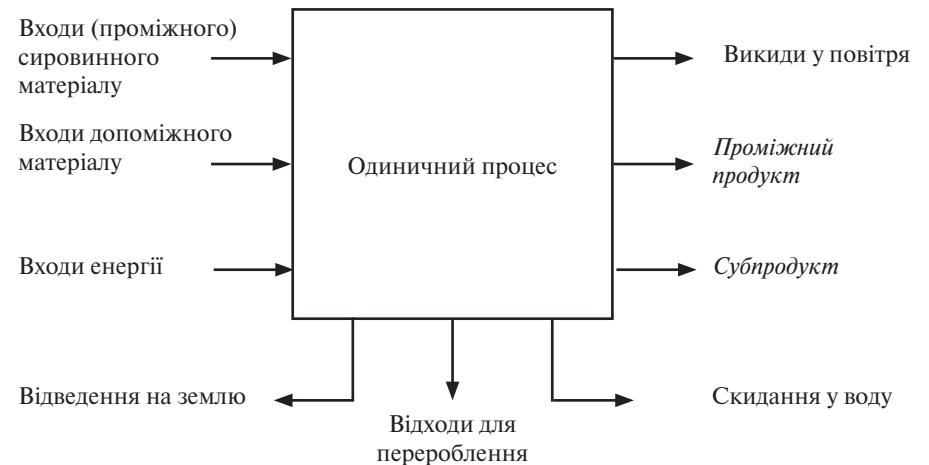 Входи (проміжного)
сировинного
матеріалу
Викиди у повітря
Входи допоміжного
матеріалу
Одиничний процес
Проміжний
продукт
Входи енергії
Субпродукт
Відведення на землю
Відходи для
перероблення
Скидання у воду